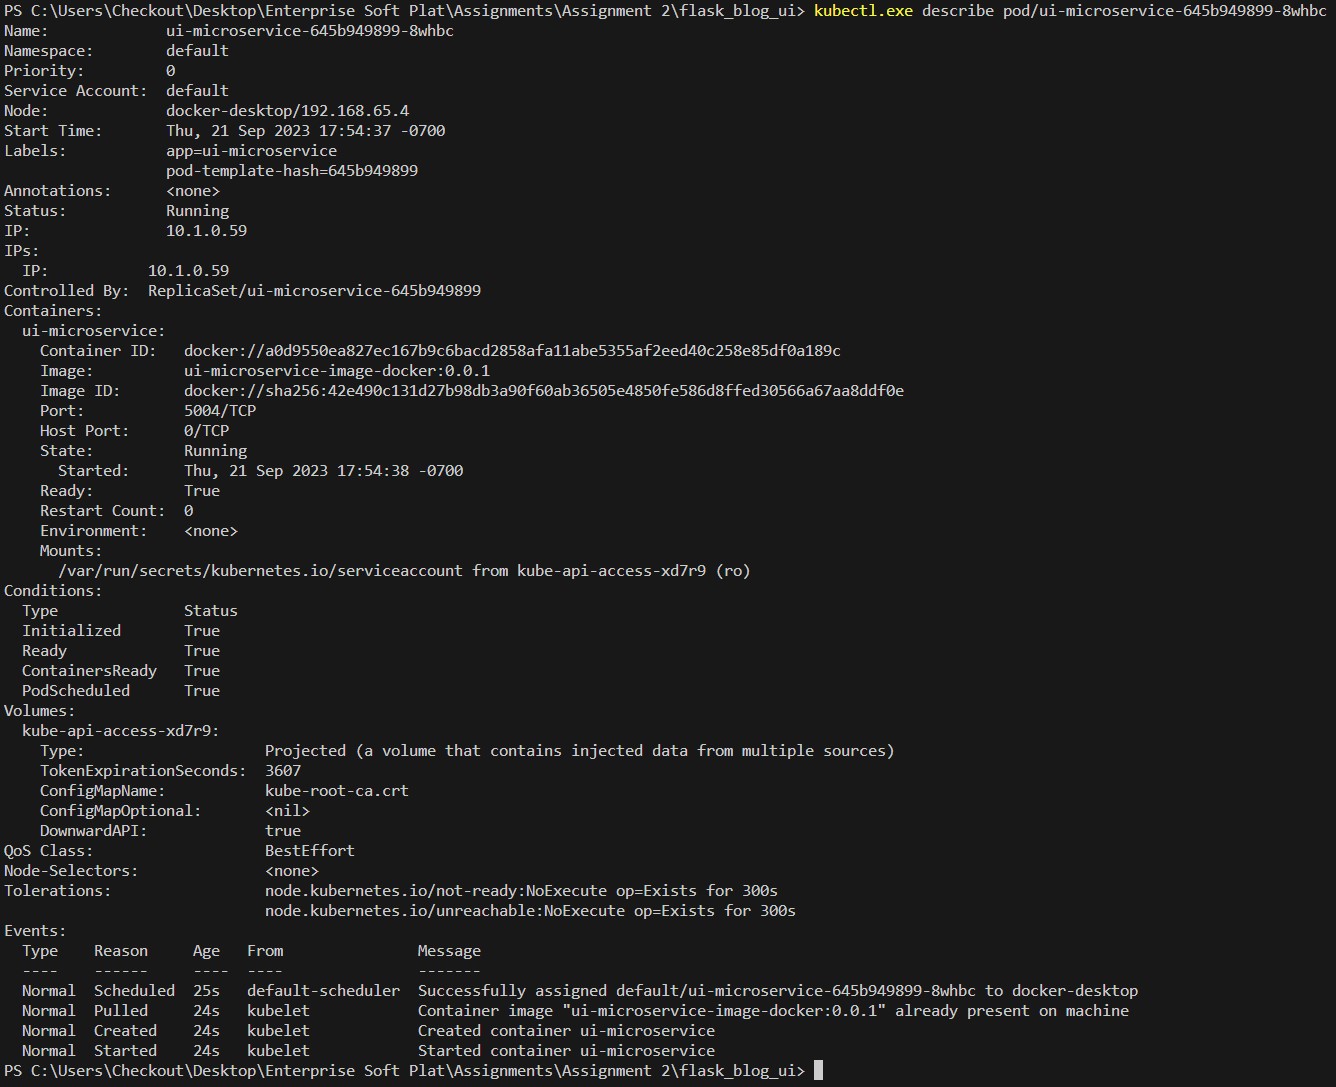 PS C:\Users\Checkout\Desktop\Enterprise Soft Plat\Assignments\Assignment 2\flask_blog_ui> kubectl.exe describe pod/ui-microservice-645b949899-8whbc
Name:             ui-microservice-645b949899-8whbc
Namespace:        default
Priority:         0
Service Account:  default
Node:             docker-desktop/192.168.65.4
Start Time:       Thu, 21 Sep 2023 17:54:37 -0700
Labels:           app=ui-microservice
                  pod-template-hash=645b949899
Annotations:      <none>
Status:           Running
IP:               10.1.0.59
IPs:
  IP:           10.1.0.59
Controlled By:  ReplicaSet/ui-microservice-645b949899
Containers:
  ui-microservice:
    Container ID:   docker://a0d9550ea827ec167b9c6bacd2858afa11abe5355af2eed40c258e85df0a189c
    Image:          ui-microservice-image-docker:0.0.1
    Image ID:       docker://sha256:42e490c131d27b98db3a90f60ab36505e4850fe586d8ffed30566a67aa8ddf0e
    Port:           5004/TCP
    Host Port:      0/TCP
    State:          Running
      Started:      Thu, 21 Sep 2023 17:54:38 -0700
    Ready:          True
    Restart Count:  0
    Environment:    <none>
    Mounts:
      /var/run/secrets/kubernetes.io/serviceaccount from kube-api-access-xd7r9 (ro)
Conditions:
  Type              Status
  Initialized       True
  Ready             True
  ContainersReady   True
  PodScheduled      True
Volumes:
  kube-api-access-xd7r9:
    Type:                    Projected (a volume that contains injected data from multiple sources)
    TokenExpirationSeconds:  3607
    ConfigMapName:           kube-root-ca.crt
    ConfigMapOptional:       <nil>
    DownwardAPI:             true
QoS Class:                   BestEffort
Node-Selectors:              <none>
Tolerations:                 node.kubernetes.io/not-ready:NoExecute op=Exists for 300s
                             node.kubernetes.io/unreachable:NoExecute op=Exists for 300s
Events:
  Type    Reason     Age   From               Message
  ----    ------     ----  ----               -------
  Normal  Scheduled  25s   default-scheduler  Successfully assigned default/ui-microservice-645b949899-8whbc to docker-desktop
  Normal  Pulled     24s   kubelet            Container image "ui-microservice-image-docker:0.0.1" already present on machine
  Normal  Created    24s   kubelet            Created container ui-microservice
  Normal  Started    24s   kubelet            Started container ui-microservice
PS C:\Users\Checkout\Desktop\Enterprise Soft Plat\Assignments\Assignment 2\flask_blog_ui>